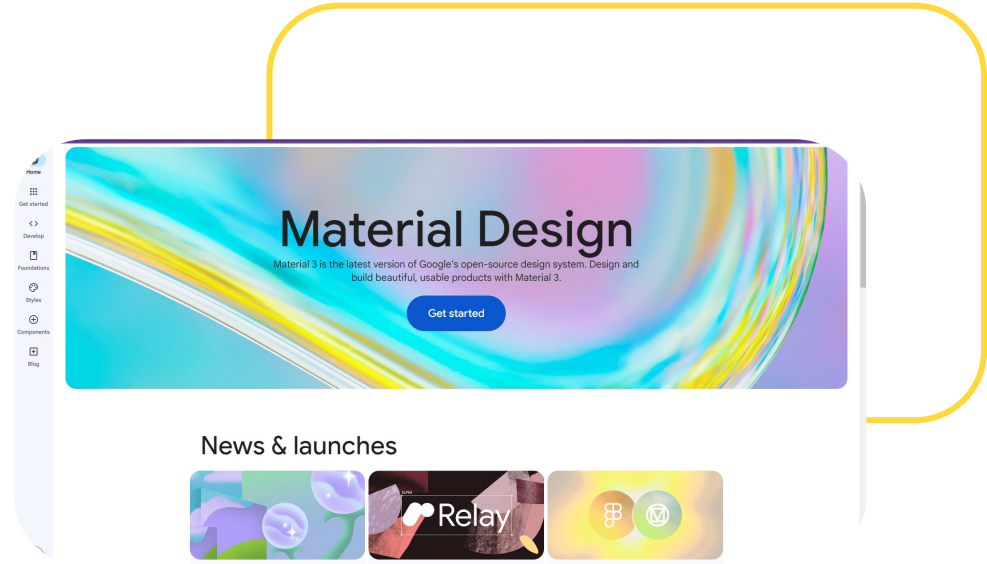 Home
Get started
Develop
Foundations
Styles
Components
Blog
Material Design
Material 3 is the latest version of Google's open-source design system. Design and
build beautiful, usable products with Material 3.
Get started
News & launches
ALPHA
Relay